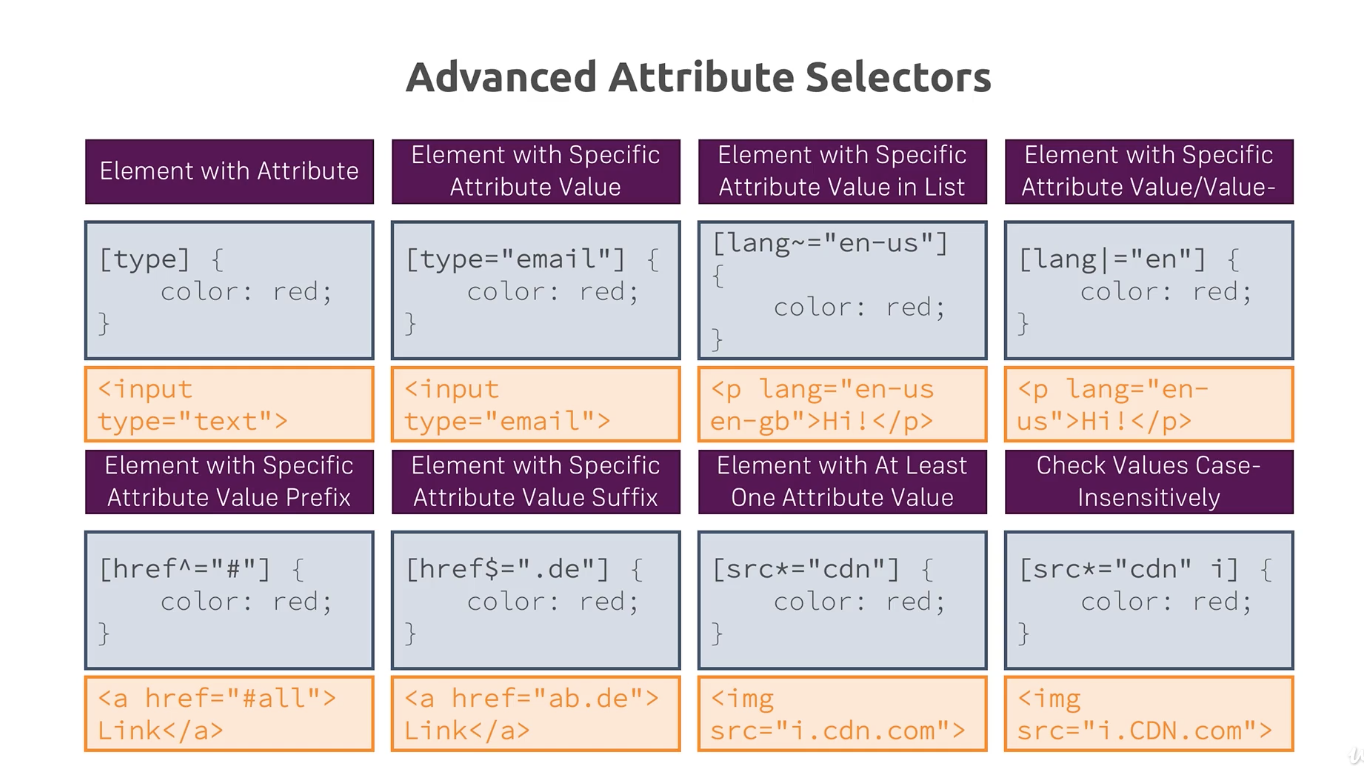 Advanced Attribute Selectors
Element with Attribute
Element with Specific
Attribute Value
Element with Specific
Attribute Value in List
Element with Specific
Attribute Value/Value-
[type] {
    color: red;
}
[type="email"] {
    color: red;
}
[lang~="en-us"]
{
    color: red;
}
[lang|="en"] {
    color: red;
}
<input
type="text">
<input
type="email">
<p lang="en-us
en-gb">Hi!</p>
<p lang="en-
us">Hi!</p>
Element with Specific
Attribute Value Prefix
Element with Specific
Attribute Value Suffix
Element with At Least
One Attribute Value
Check Values Case-
Insensitively
[href^="#"] {
    color: red;
}
[href$=".de"] {
    color: red;
}
[src*="cdn"] {
    color: red;
}
[src*="cdn" i] {
    color: red;
}
<a href="#all">
Link</a>
<a href="ab.de">
Link</a>
<img
src="i.cdn.com">
<img
src="i.CDN.com">